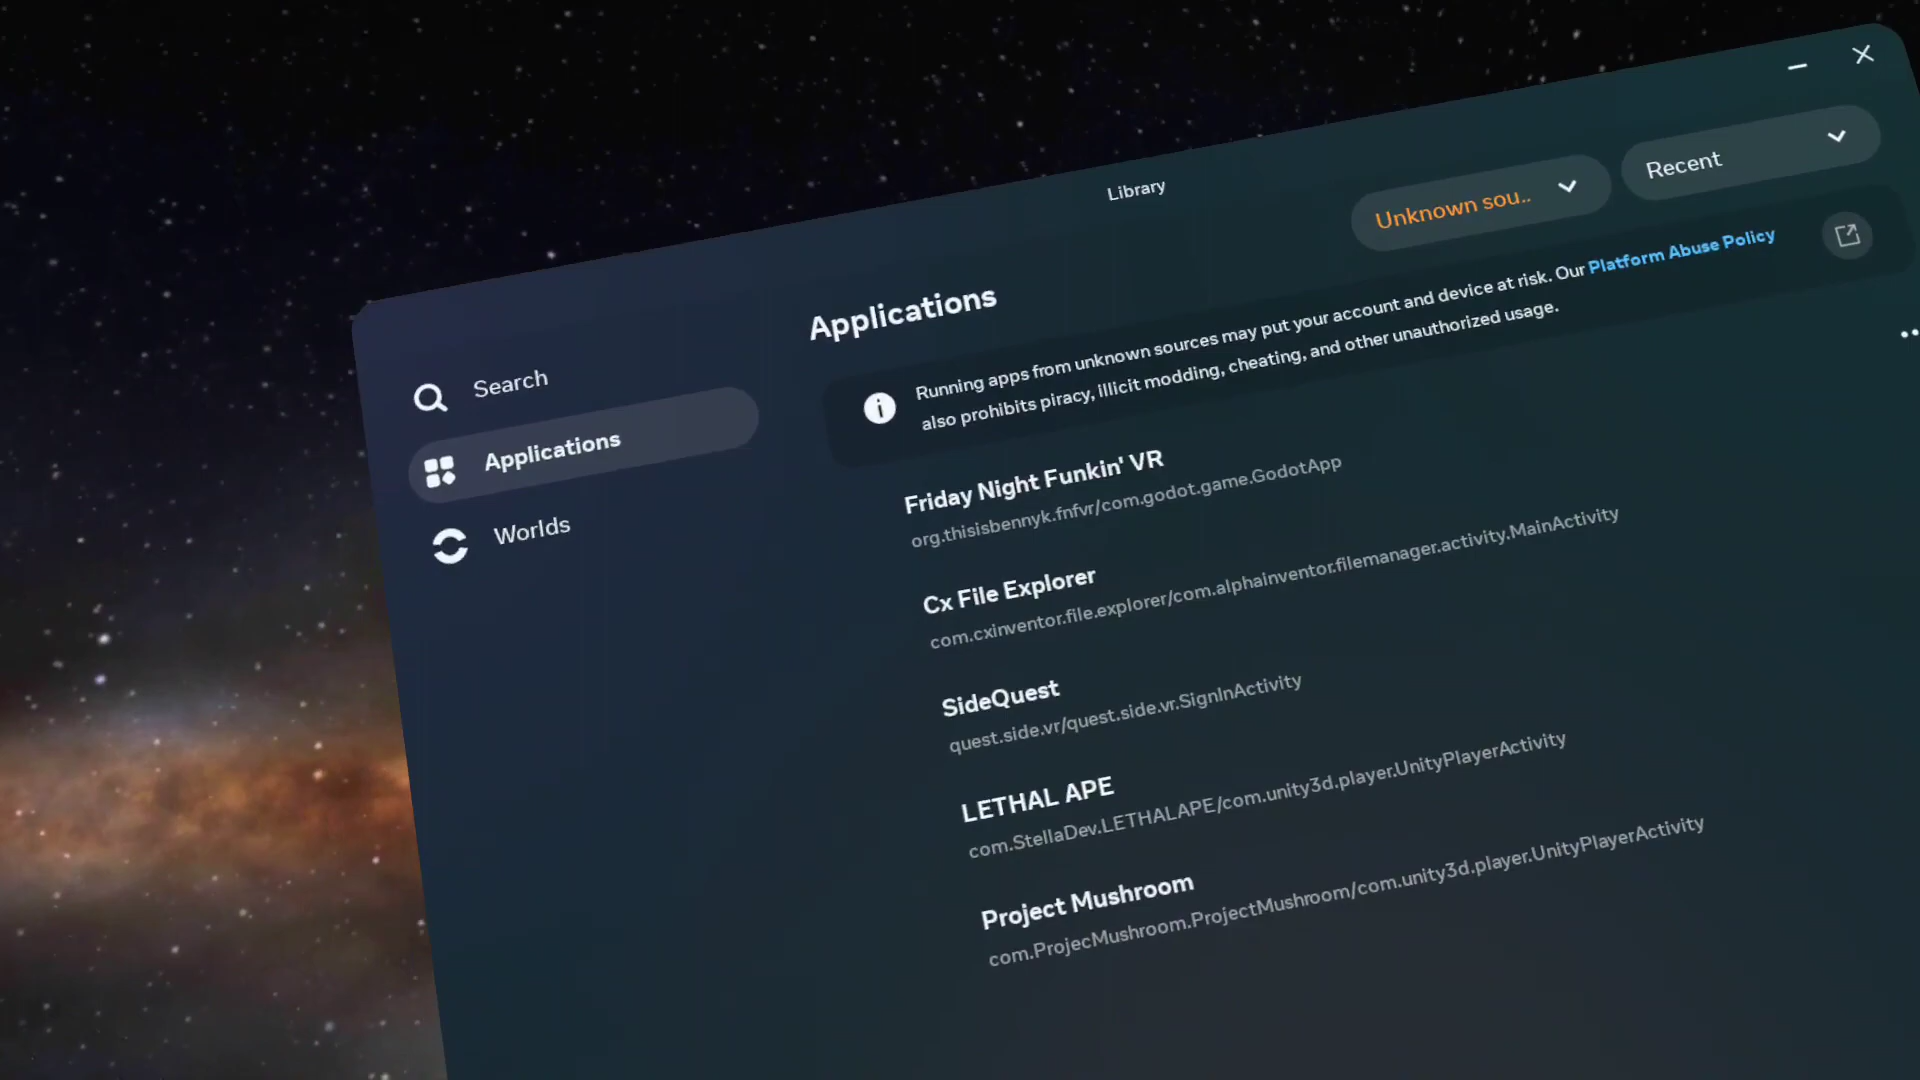 Library
Search
Applications
Worlds
Applications
Unknown sou..
Recent
Running apps from unknown sources may put your account and device at risk. Our Platform Abuse Policy
also prohibits piracy, illicit modding, cheating, and other unauthorized usage.
Friday Night Funkin' VR
org.thisisbennyk.fnfvr/com.godot.game.GodotApp
Cx File Explorer
com.cxinventor.file.explorer/com.alphainventor.filemanager.activity.MainActivity
SideQuest
quest.side.vr/quest.side.vr.SignInActivity
LETHAL APE
com.StellaDev.LETHALAPE/com.unity3d.player.UnityPlayerActivity
Project Mushroom
com.ProjecMushroom.ProjectMushroom/com.unity3d.player.UnityPlayerActivity